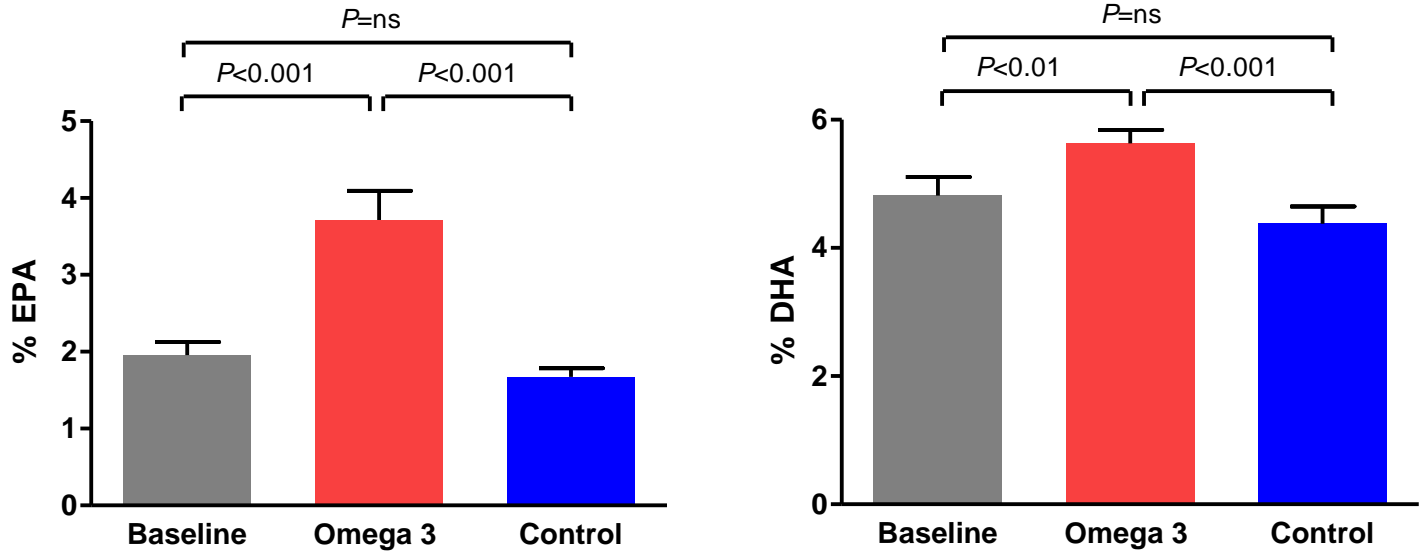 P=ns
P<0.001 P<0.001
5
4
3
2
1
0
% EPA
Baseline Omega 3 Control
P=ns
P<0.01 P<0.001
6
4
2
0
% DHA
Baseline Omega 3 Control